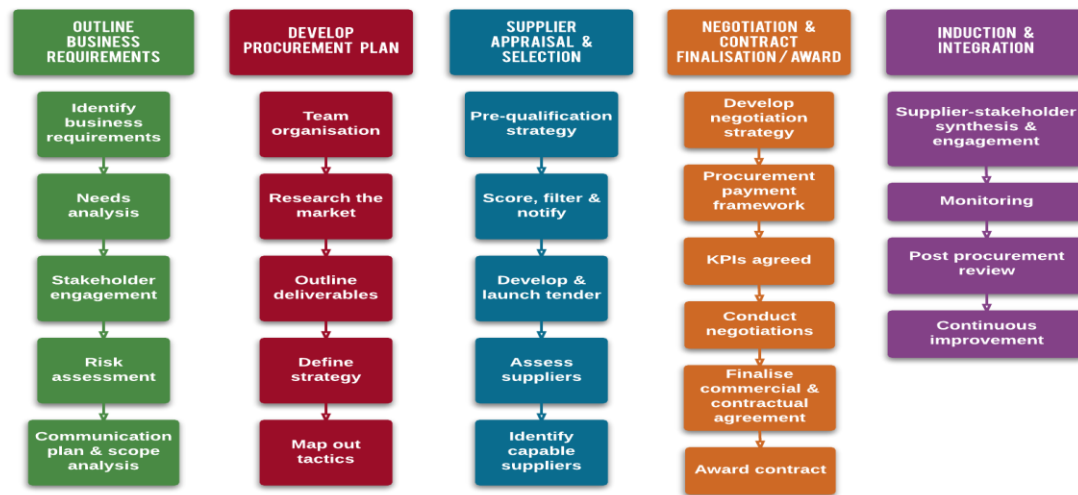 OUTLINE
BUSINESS
REQUIREMENTS
Identify
business
requirements
Needs
analysis
Stakeholder
engagement
Risk
assessment
Communication
plan & scope
analysis
DEVELOP
PROCUREMENT PLAN
Team
organisation
Research the
market
Outline
deliverables
Define
strategy
Map out
tactics
SUPPLIER
APPRAISAL &
SELECTION
Pre-qualification
strategy
Score, filter &
notify
Develop &
launch tender
Assess
suppliers
Identify
capable
suppliers
NEGOTIATION &
CONTRACT
FINALISATION/AWARD
Develop
negotiation
strategy
Procurement
payment
framework
KPIs agreed
Conduct
negotiations
Finalise
commercial &
contractual
agreement
Award contract
INDUCTION &
INTEGRATION
Supplier-stakeholder
synthesis &
engagement
Monitoring
Post procurement
review
Continuous
improvement